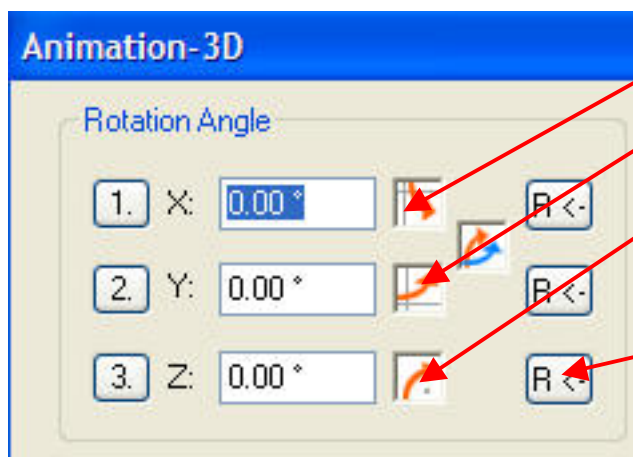 Animation-3D
Rotation Angle
1. X: 0.00 ° R <-
2. Y: 0.00 ° R <-
3. Z: 0.00 ° R <-